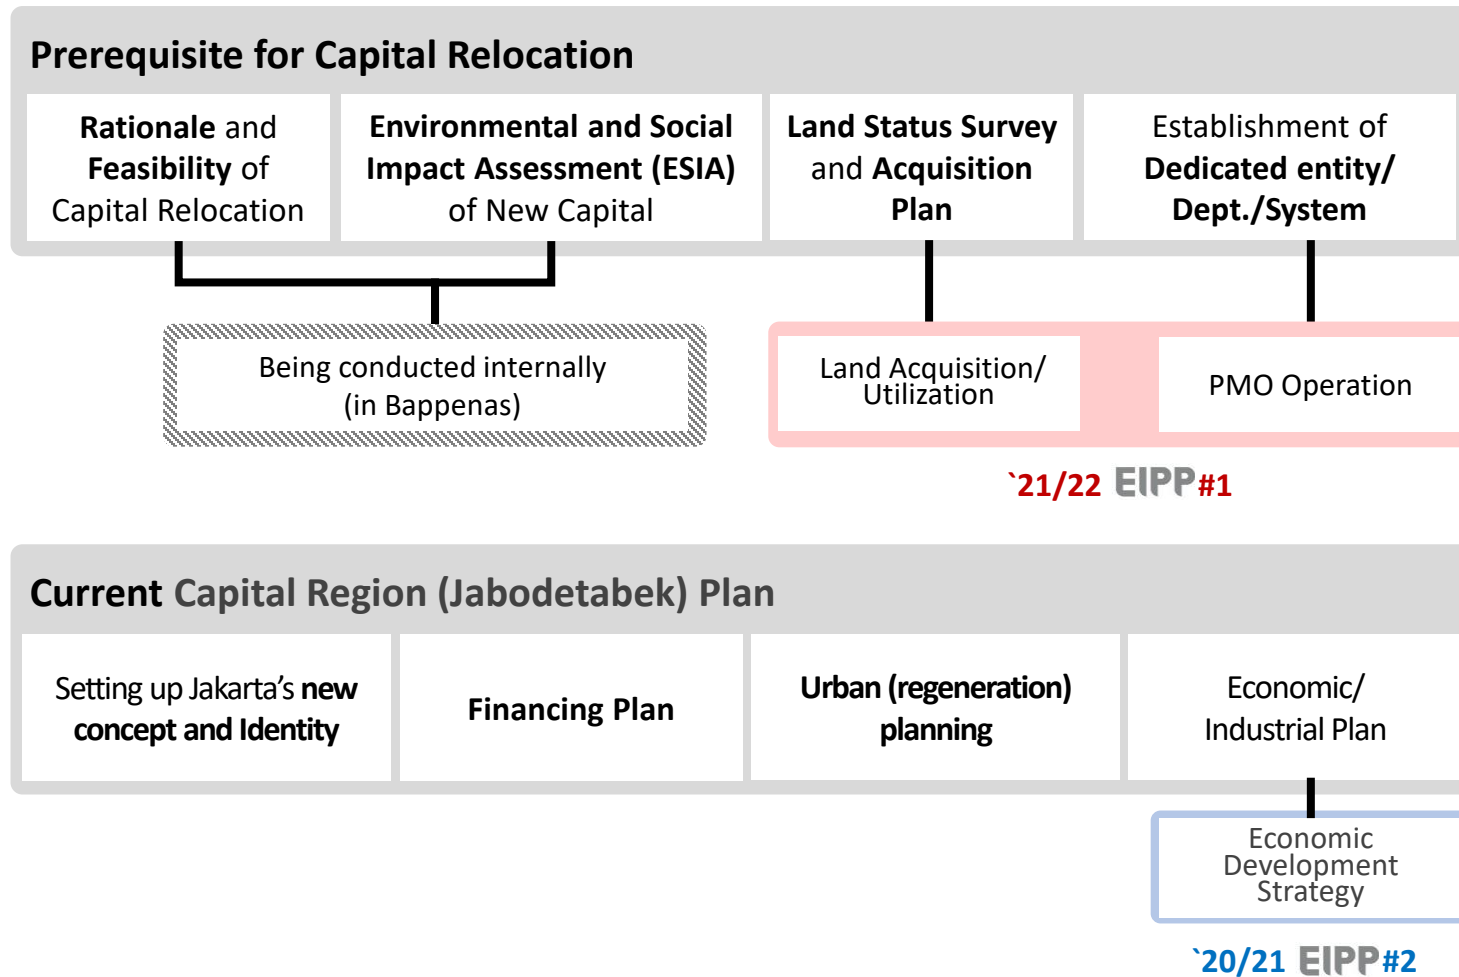 Prerequisite for Capital Relocation
Rationale and
Feasibility of
Capital Relocation
Environmental and Social
Impact Assessment (ESIA)
of New Capital
Land Status Survey
and Acquisition
Plan
Establishment of
Dedicated entity/
Dept./System
Being conducted internally
(in Bappenas)
Land Acquisition/
Utilization
PMO Operation
`21/22 EIPP#1
Current Capital Region (Jabodetabek) Plan
Setting up Jakarta’s new
concept and Identity
Financing Plan
Urban (regeneration)
planning
Economic/
Industrial Plan
Economic
Development
Strategy
`20/21 EIPP#2